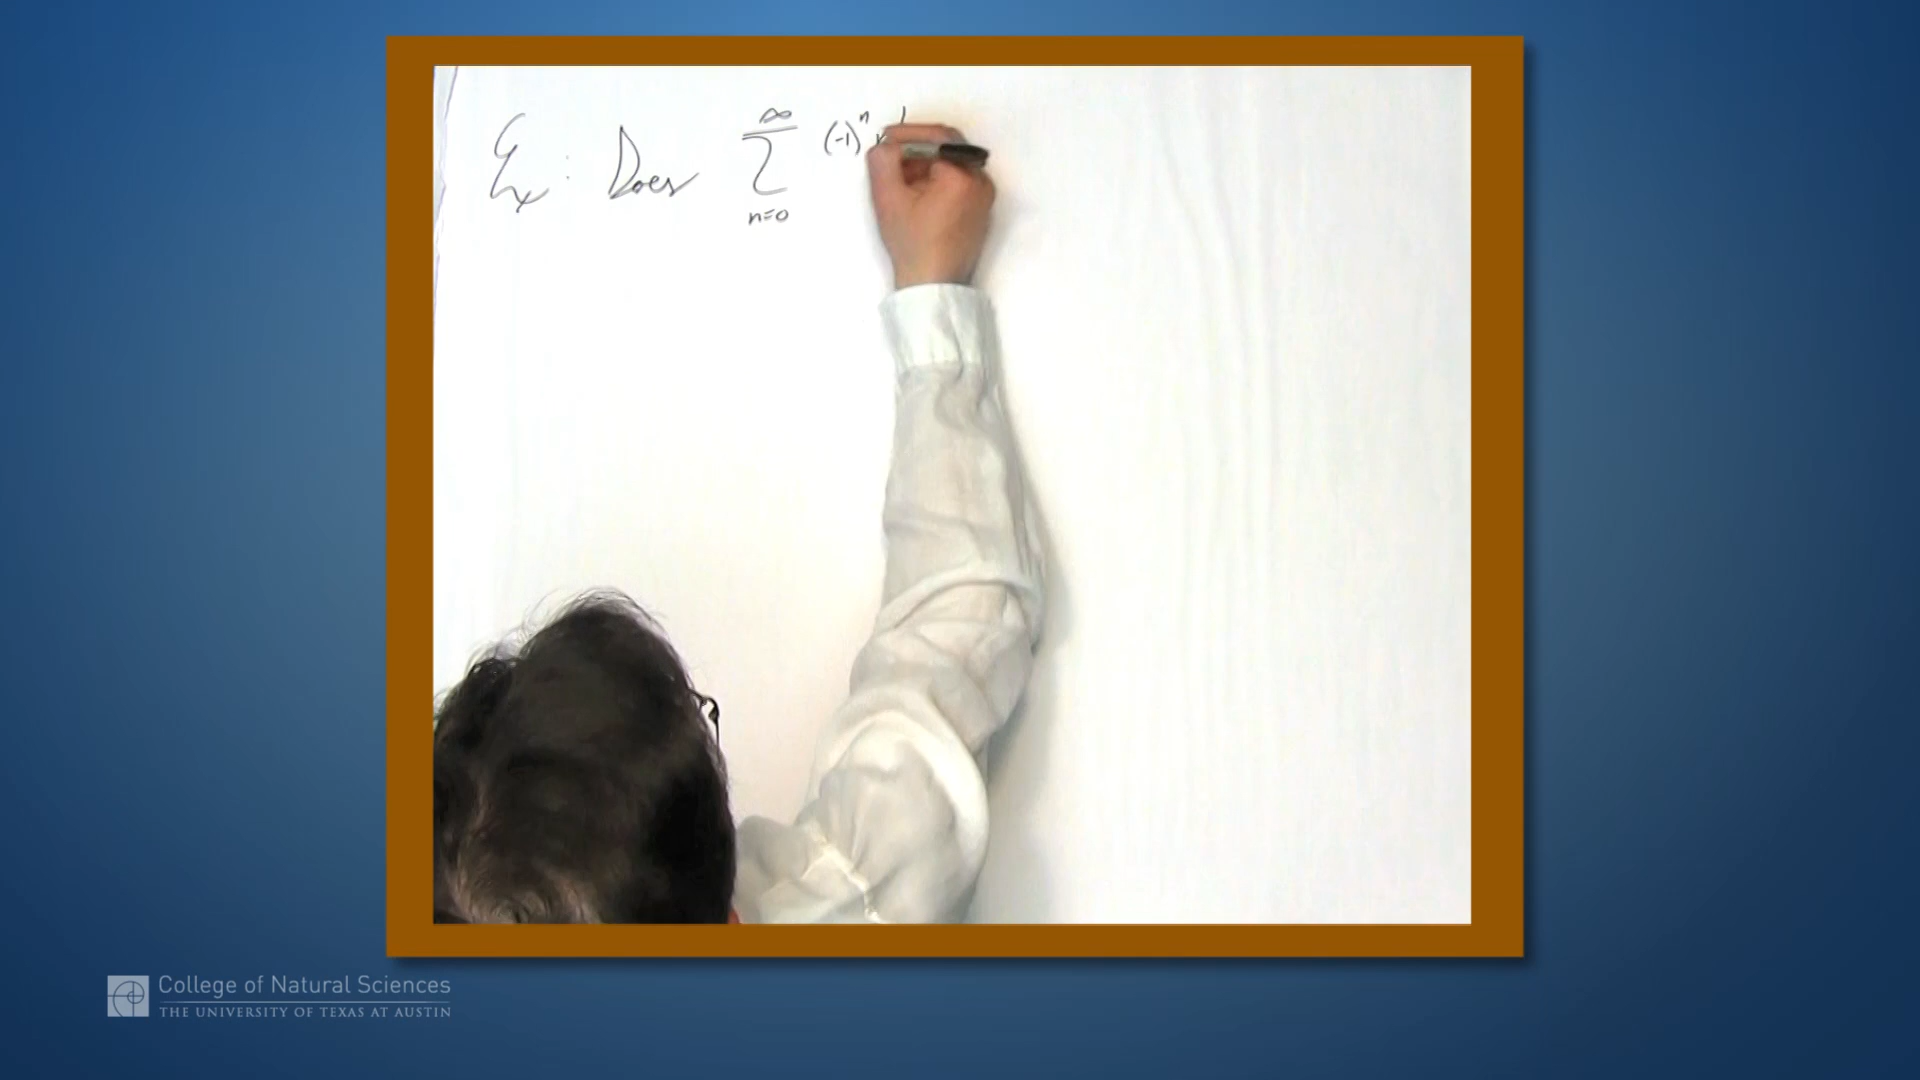 Ex: Does ∑ n=0 ∞ (-1)^n
College of Natural Sciences
THE UNIVERSITY OF TEXAS AT AUSTIN